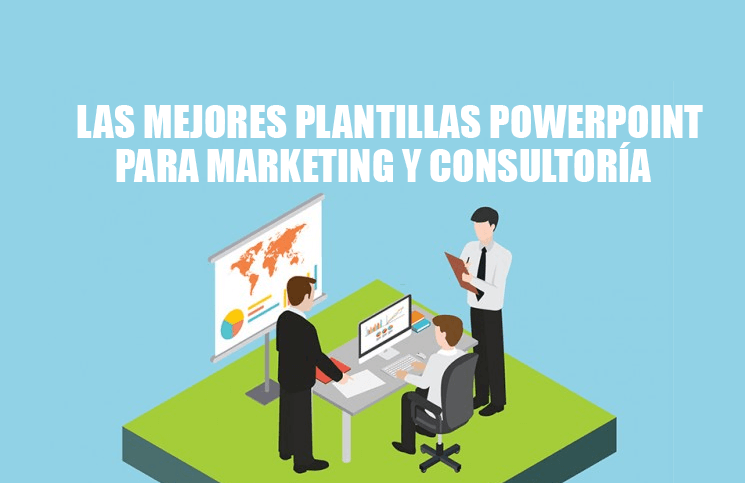 LAS MEJORES PLANTILLAS POWERPOINT
PARA MARKETING Y CONSULTORÍA